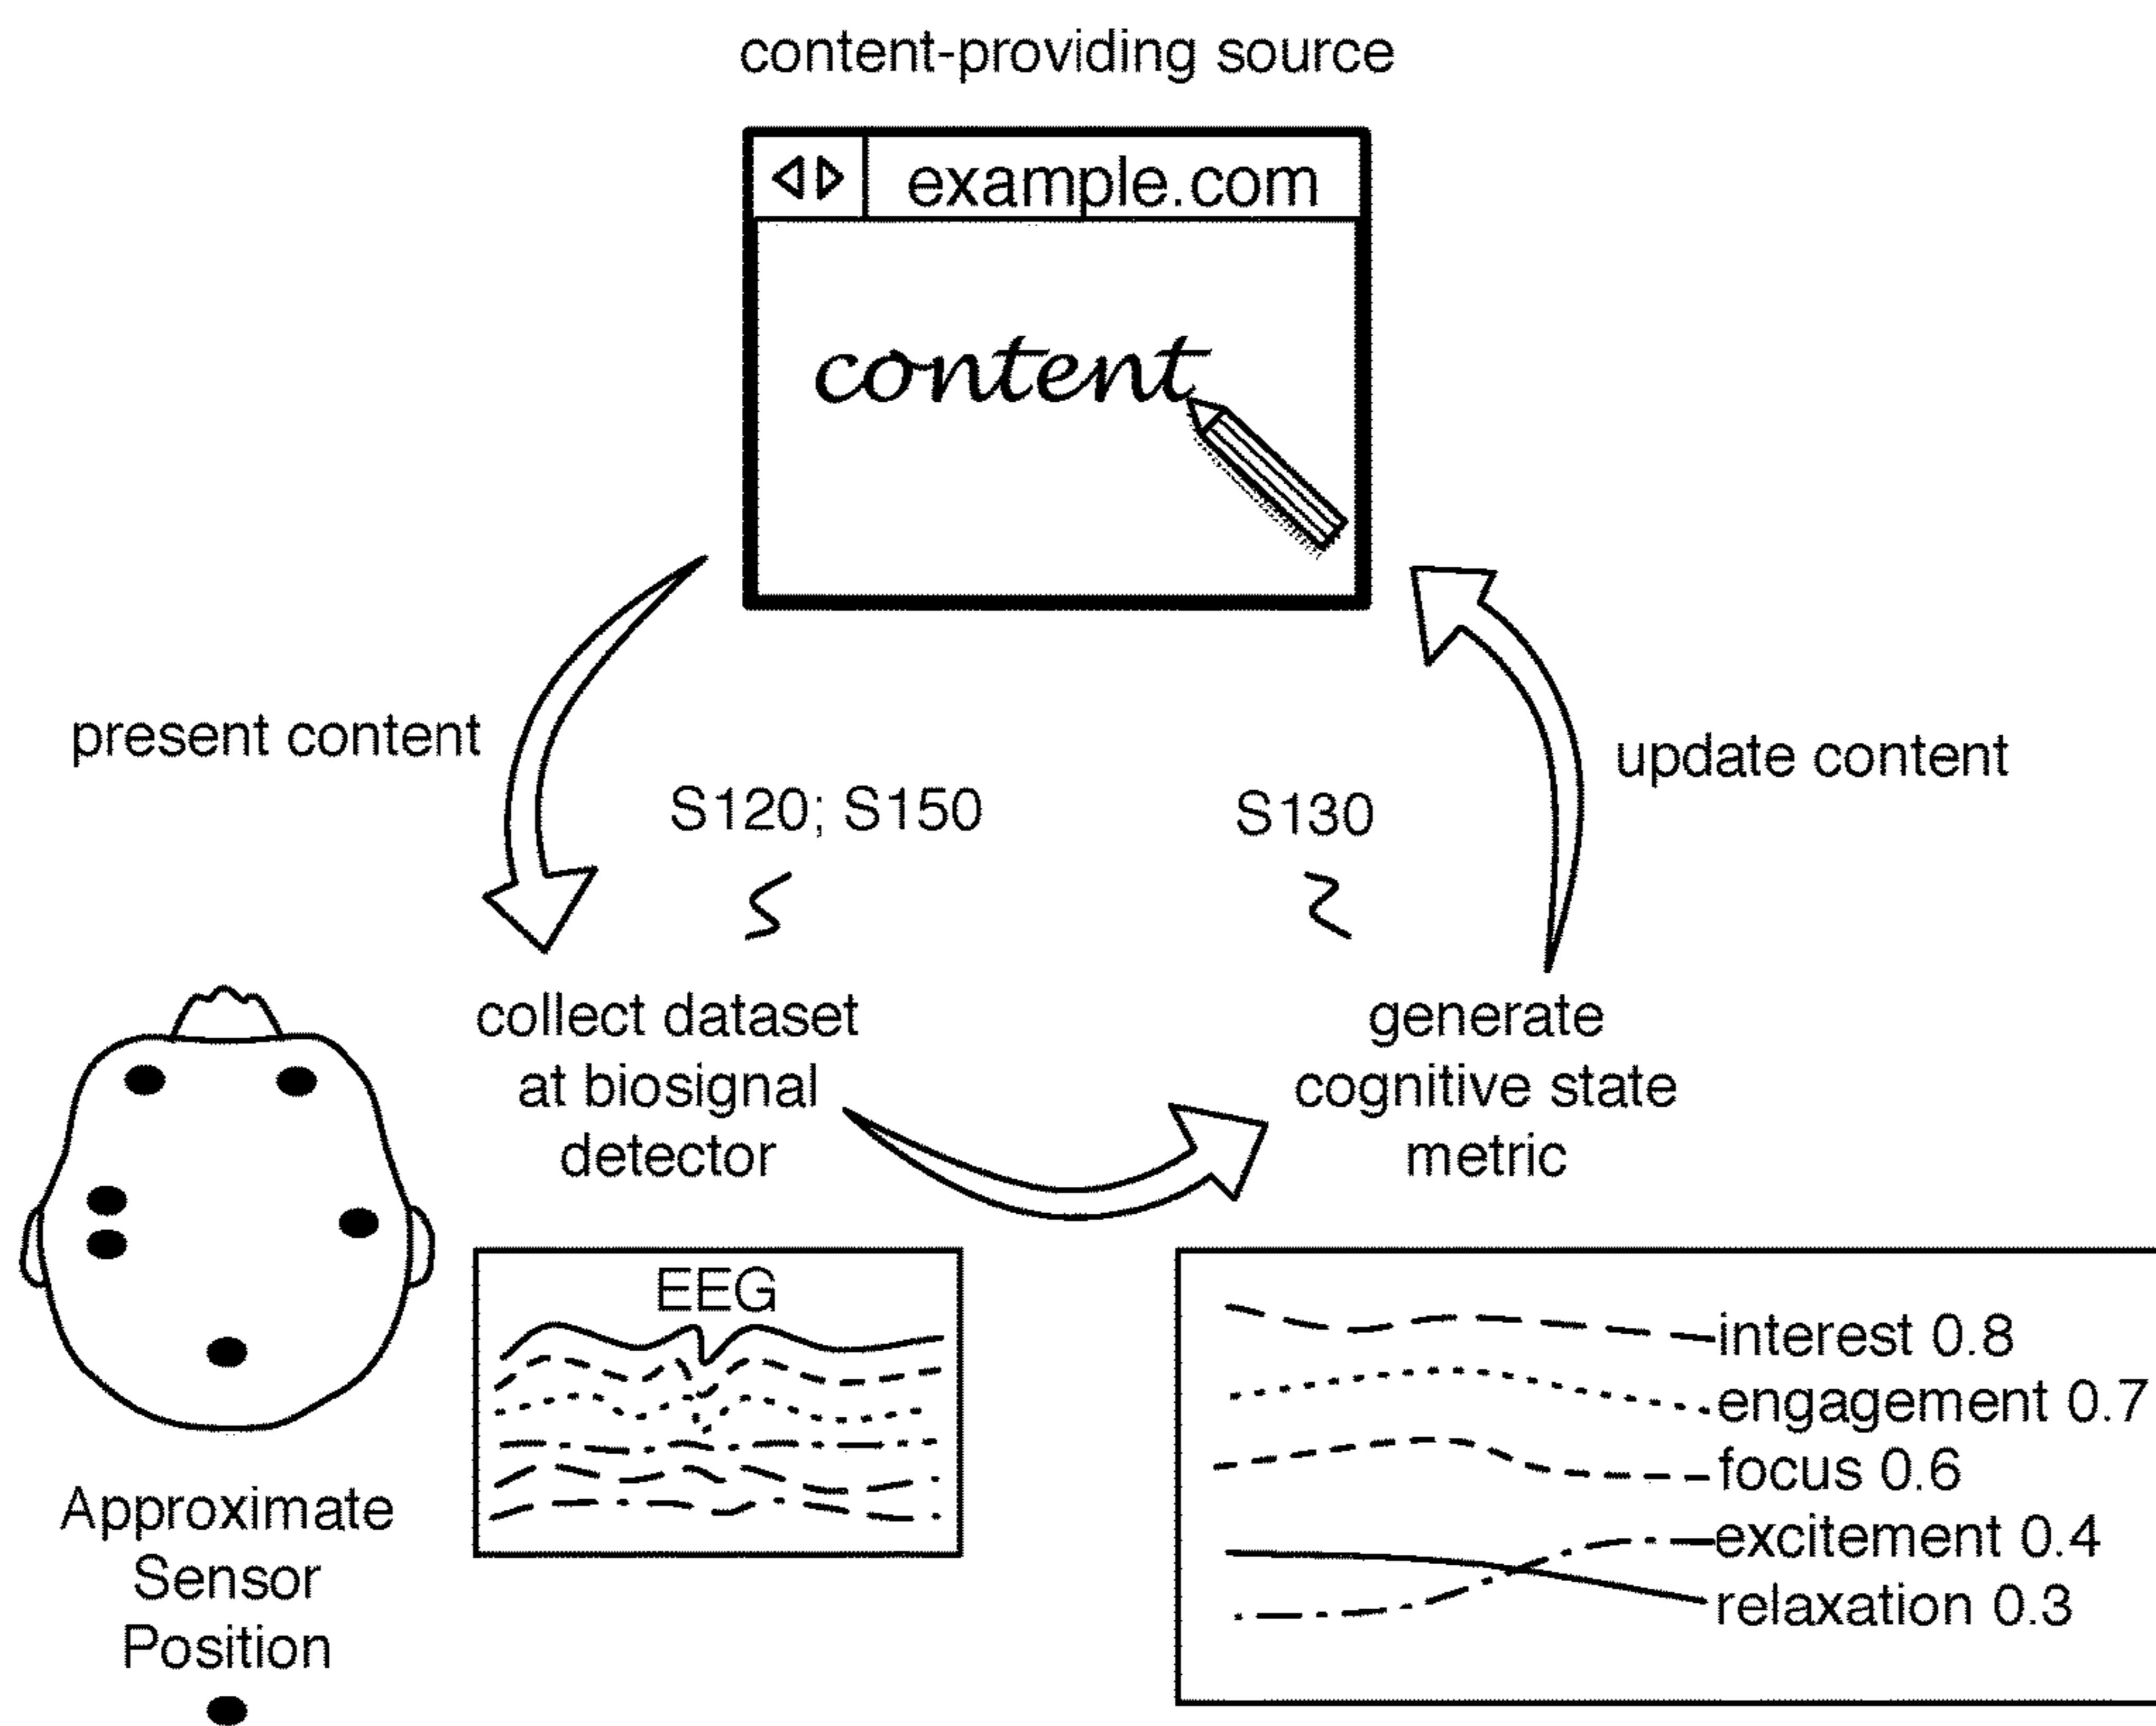 content-providing source
example.com
content
present content
update content
S120; S150
S130
collect dataset
at biosignal
detector
generate
cognitive state
metric
EEG
interest 0.8
engagement 0.7
focus 0.6
excitement 0.4
relaxation 0.3
Approximate
Sensor
Position